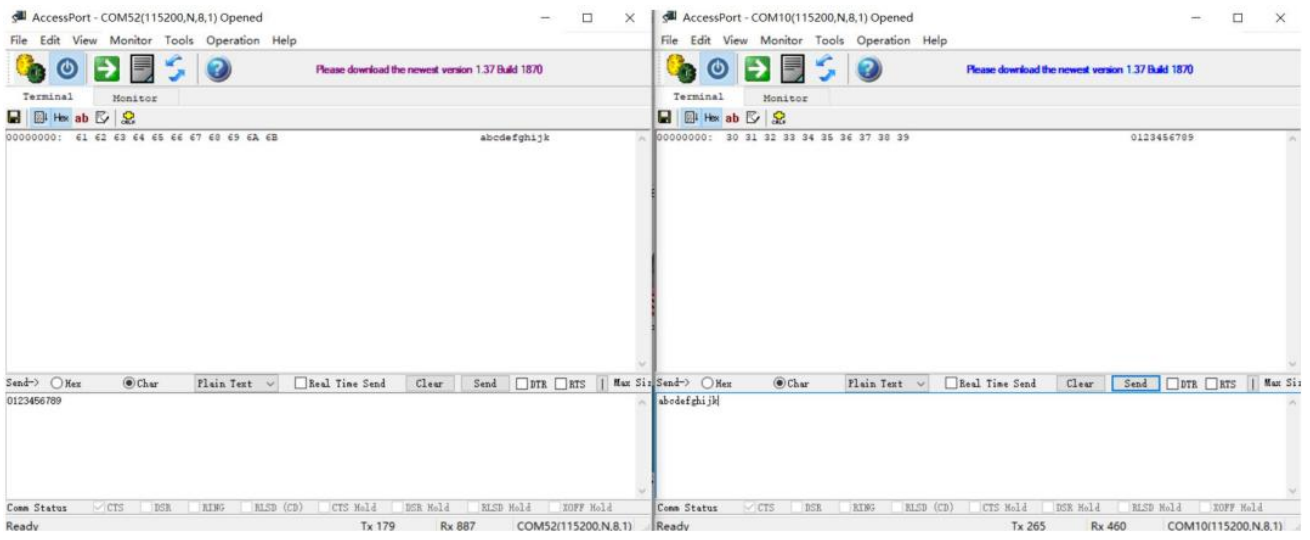 AccessPort - COM52(115200,N,8,1) Opened
File Edit View Monitor Tools Operation Help
Please download the newest version 1.37 Build 1870
Terminal Monitor
Hex ab
00000000: 61 62 63 64 65 66 67 68 69 6A 6B abcdefghijk
Send-> Hex Char Plain Text Real Time Send Clear Send DTR RTS Max Siz
0123456789
Comm Status CTS DSR RING RLSD (CD) CTS Hold DSR Hold RLSD Hold XOFF Hold
Ready Tx 179 Rx 887 COM52(115200,N,8,1)
AccessPort - COM10(115200,N,8,1) Opened
File Edit View Monitor Tools Operation Help
Please download the newest version 1.37 Build 1870
Terminal Monitor
Hex ab
00000000: 30 31 32 33 34 35 36 37 38 39 0123456789
Send-> Hex Char Plain Text Real Time Send Clear Send DTR RTS Max Siz
abcdefghijk
Comm Status CTS DSR RING RLSD (CD) CTS Hold DSR Hold RLSD Hold XOFF Hold
Ready Tx 265 Rx 460 COM10(115200,N,8,1)